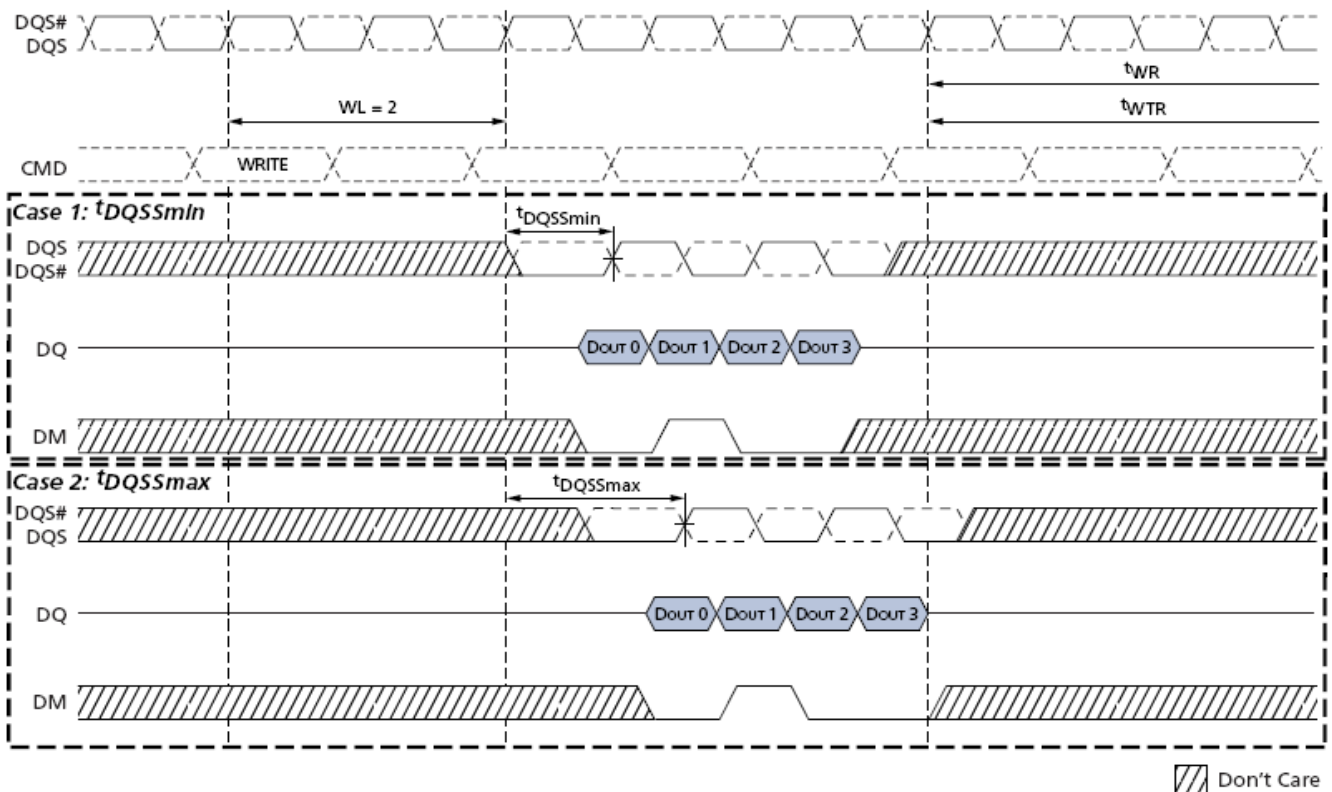 DQS#
DQS
tWR
WL = 2
tWTR
CMD
WRITE
Case 1: tDQSSmin
tDQSSmin
DQS
DQS#
DQ
DOUT 0 DOUT 1 DOUT 2 DOUT 3
DM
Case 2: tDQSSmax
tDQSSmax
DQS#
DQS
DQ
DOUT 0 DOUT 1 DOUT 2 DOUT 3
DM
Don't Care